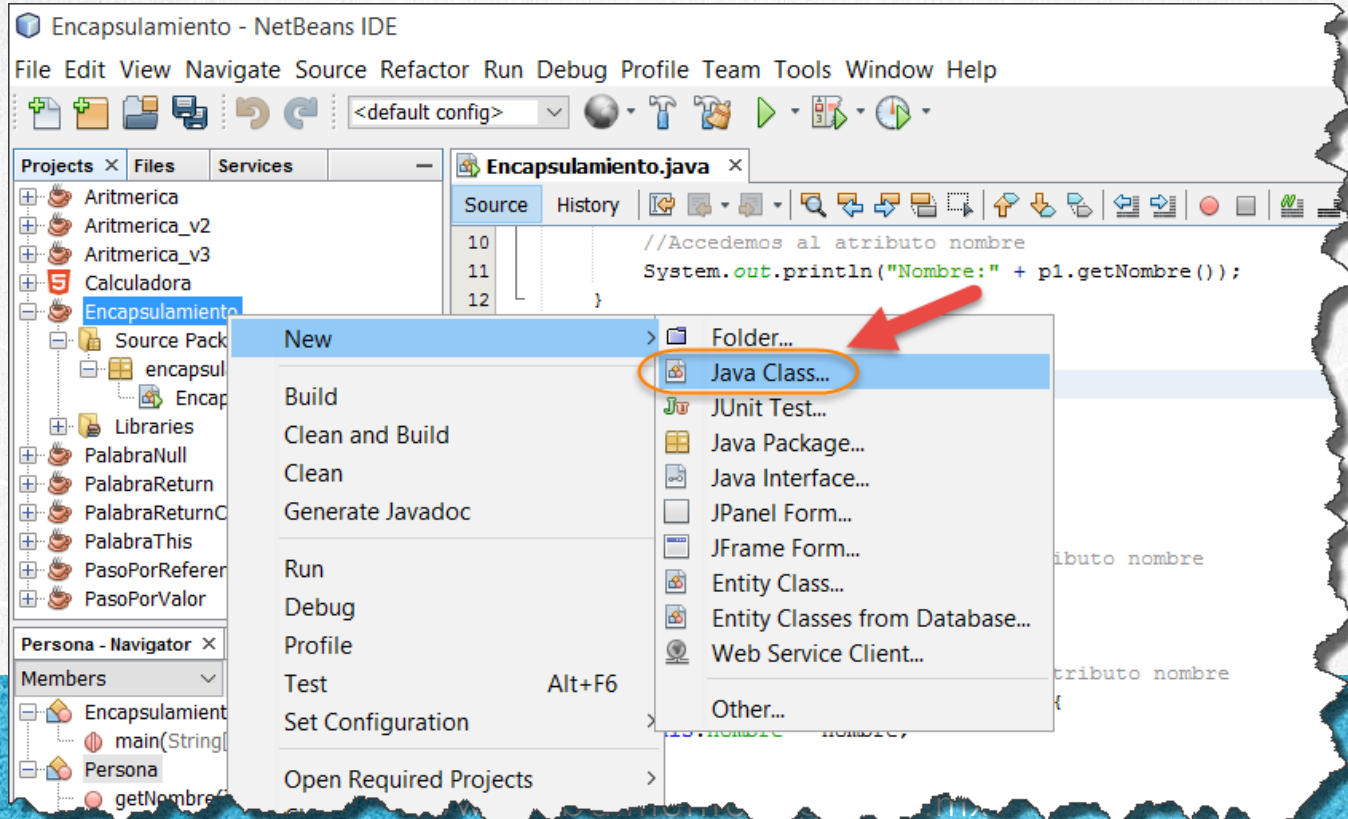 Encapsulamiento - NetBeans IDE
File Edit View Navigate Source Refactor Run Debug Profile Team Tools Window Help
<default config>
Projects Files Services
Aritmerica
Aritmerica_v2
Aritmerica_v3
Calculadora
Encapsulamiento
Source Pack
encapsul
Encap
Libraries
PalabraNull
PalabraReturn
PalabraReturnC
PalabraThis
PasoPorReferen
PasoPorValor
Persona - Navigator
Members
Encapsulamient
main(String[
Persona
getNombre(
Encapsulamiento.java
Source History
10 //Accedemos al atributo nombre
11 System.out.println("Nombre:" + p1.getNombre());
12 }
ibuto nombre
tributo nombre
{
nombre;
New
Build
Clean and Build
Clean
Generate Javadoc
Run
Debug
Profile
Test Alt+F6
Set Configuration
Open Required Projects
Folder...
Java Class...
JUnit Test...
Java Package...
Java Interface...
JPanel Form...
JFrame Form...
Entity Class...
Entity Classes from Database...
Web Service Client...
Other...